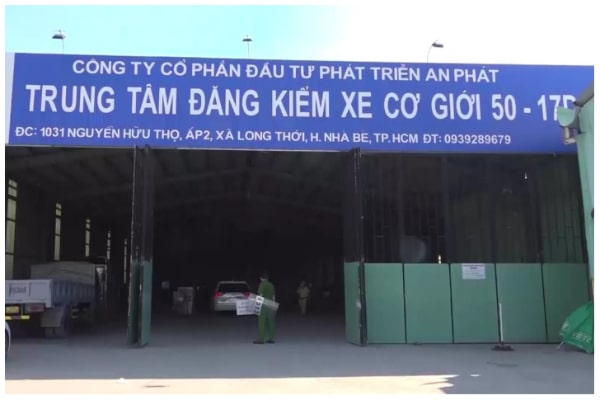 CÔNG TY CỔ PHẦN ĐẦU TƯ PHÁT TRIỂN AN PHÁT
TRUNG TÂM ĐĂNG KIỂM XE CƠ GIỚI 50 - 17D
ĐC: 1031 NGUYỄN HỮU THỌ, ẤP2, XÃ LONG THỚI, H. NHÀ BÈ, TP.HCM ĐT: 0939289679